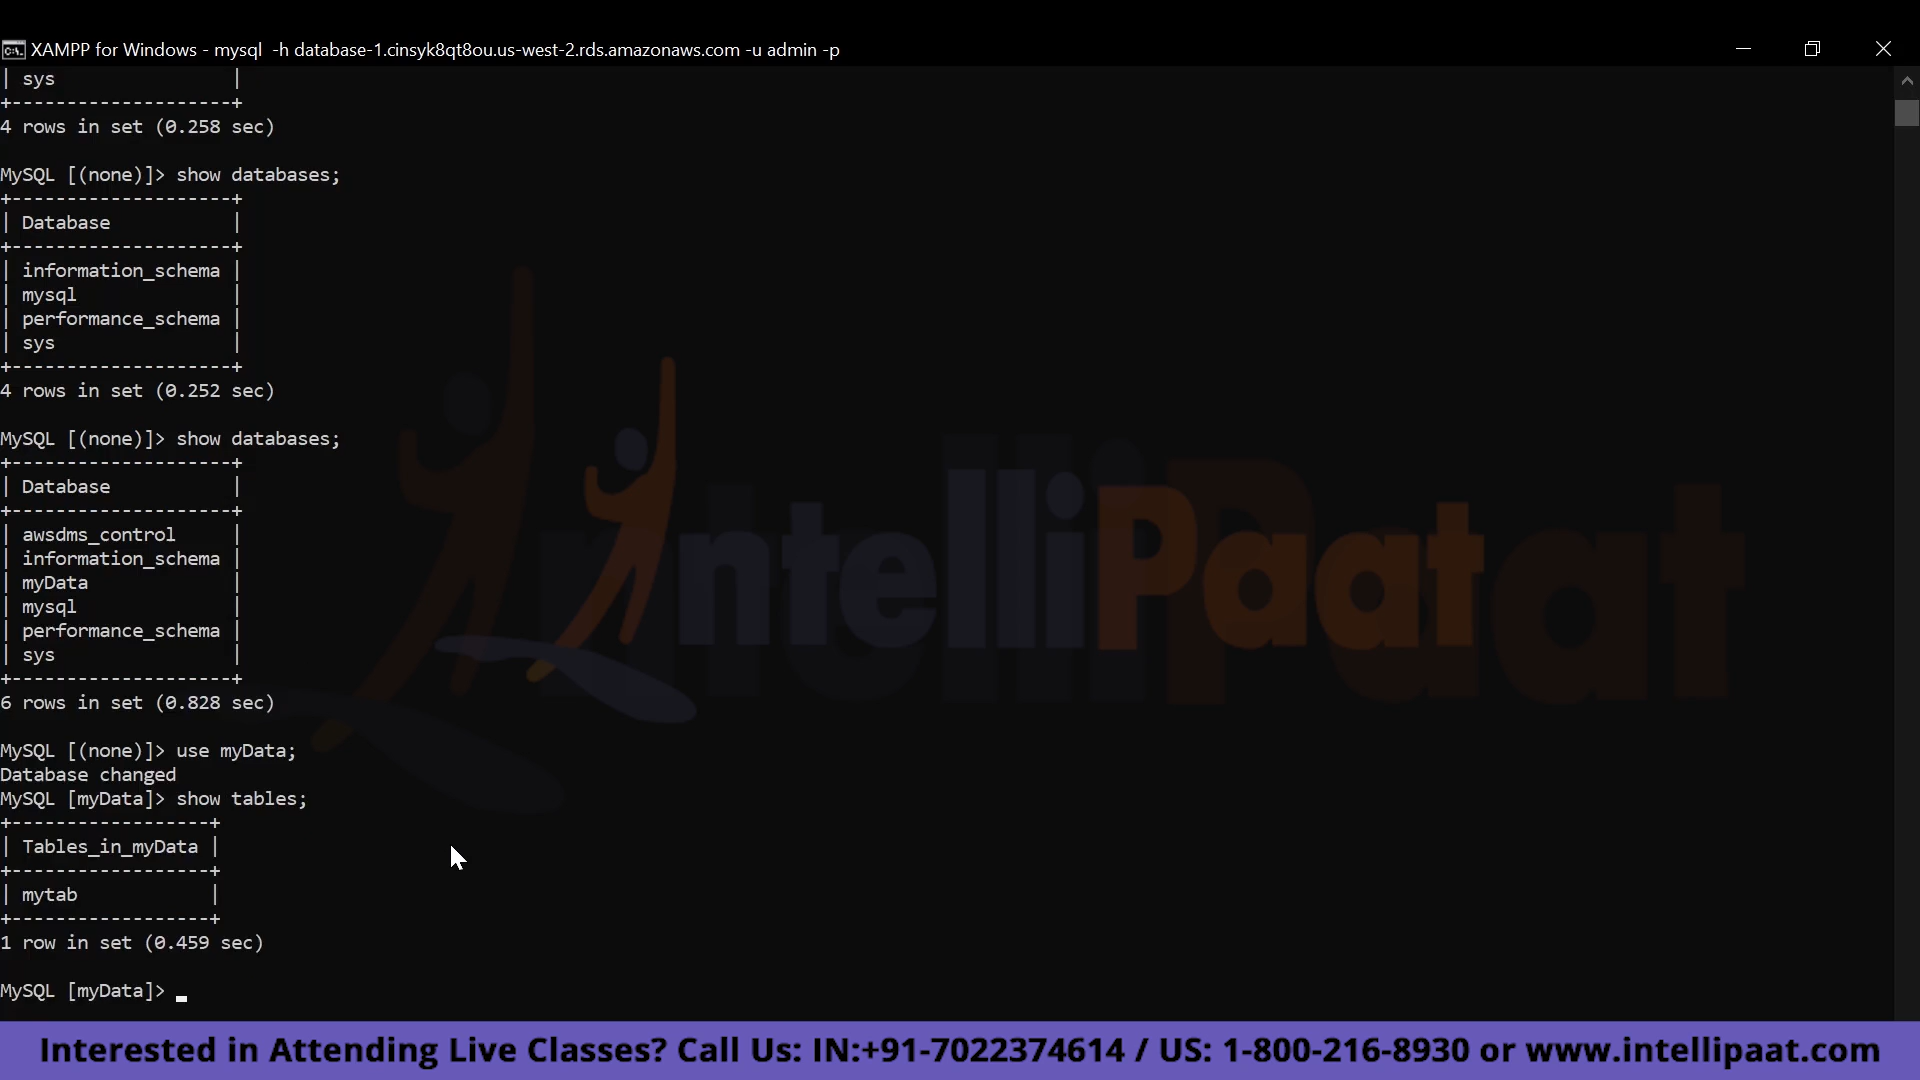 XAMPP for Windows - mysql  -h database-1.cinsyk8qt8ou.us-west-2.rds.amazonaws.com -u admin -p
| sys                |
+--------------------+
4 rows in set (0.258 sec)
MySQL [(none)]> show databases;
+--------------------+
| Database           |
+--------------------+
| information_schema |
| mysql              |
| performance_schema |
| sys                |
+--------------------+
4 rows in set (0.252 sec)
MySQL [(none)]> show databases;
+--------------------+
| Database           |
+--------------------+
| awsdms_control     |
| information_schema |
| myData             |
| mysql              |
| performance_schema |
| sys                |
+--------------------+
6 rows in set (0.828 sec)
MySQL [(none)]> use myData;
Database changed
MySQL [myData]> show tables;
+------------------+
| Tables_in_myData |
+------------------+
| mytab            |
+------------------+
1 row in set (0.459 sec)
MySQL [myData]>
IntelliPaat
Interested in Attending Live Classes? Call Us: IN:+91-7022374614 / US: 1-800-216-8930 or www.intellipaat.com